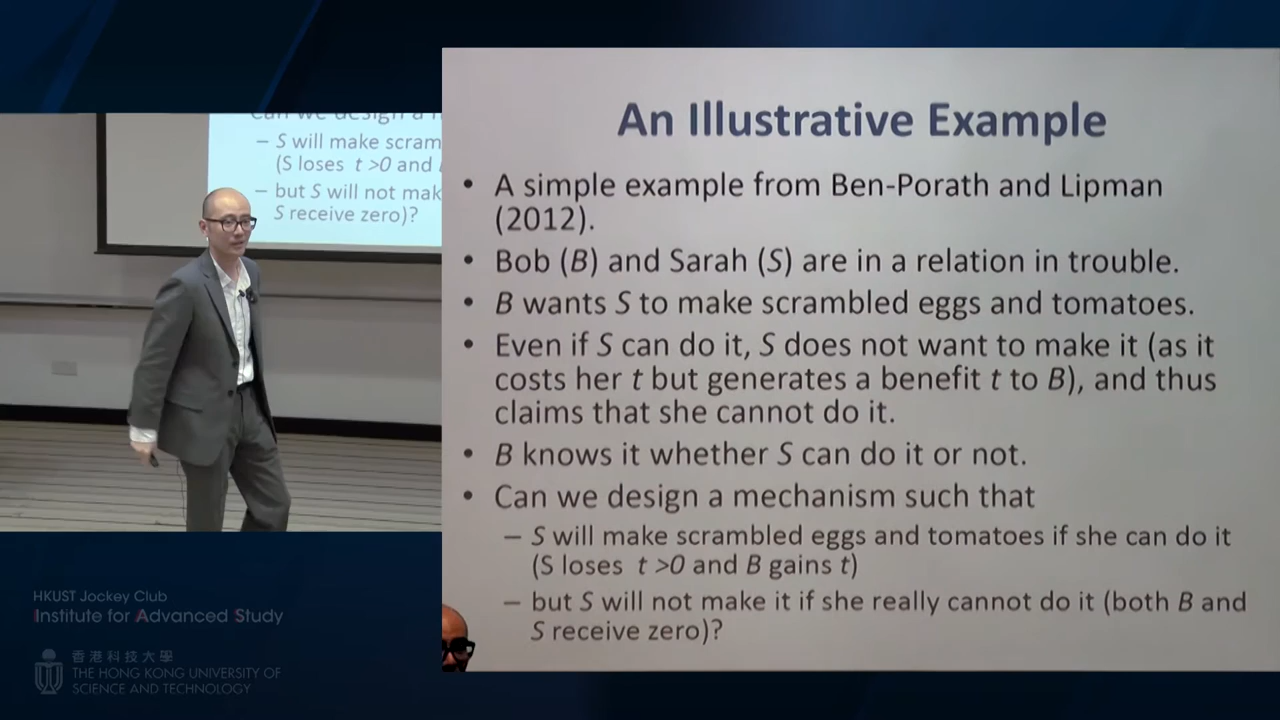 Can we design a
– S will make scram
(S loses t >0 and
– but S will not mak
S receive zero)?
An Illustrative Example
• A simple example from Ben-Porath and Lipman
(2012).
• Bob (B) and Sarah (S) are in a relation in trouble.
• B wants S to make scrambled eggs and tomatoes.
• Even if S can do it, S does not want to make it (as it
costs her t but generates a benefit t to B), and thus
claims that she cannot do it.
• B knows it whether S can do it or not.
• Can we design a mechanism such that
– S will make scrambled eggs and tomatoes if she can do it
(S loses t >0 and B gains t)
– but S will not make it if she really cannot do it (both B and
S receive zero)?
HKUST Jockey Club
Institute for Advanced Study
香港科技大學
THE HONG KONG UNIVERSITY OF
SCIENCE AND TECHNOLOGY